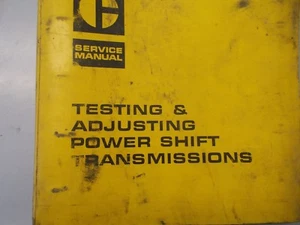 SERVICE
MANUAL
TESTING &
ADJUSTING
POWER SHIFT
TRANSMISSIONS